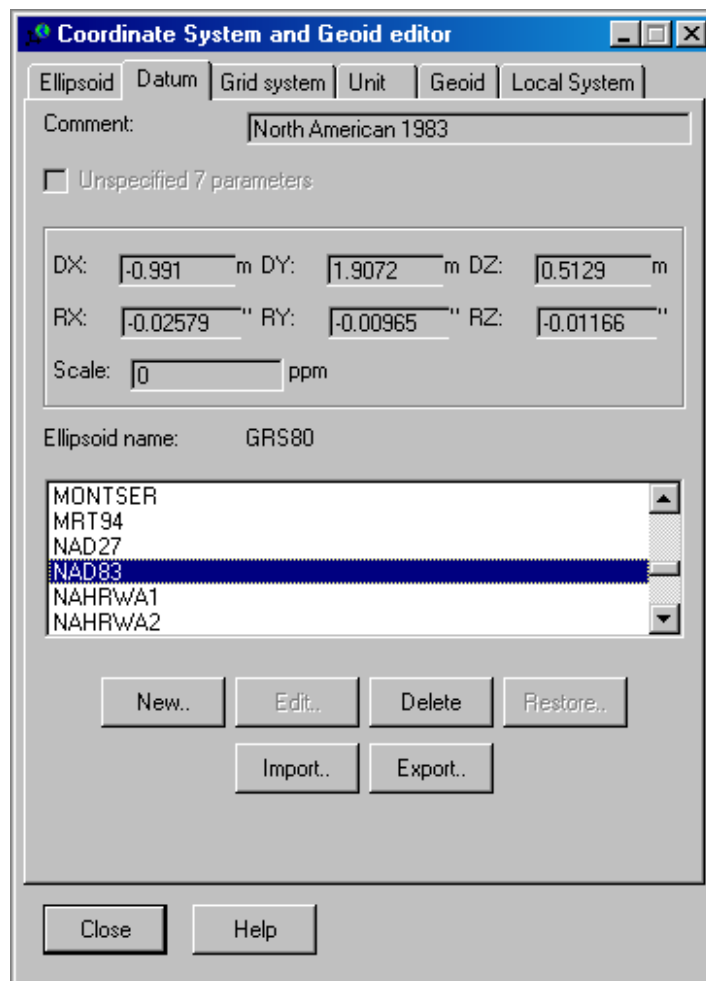 Coordinate System and Geoid editor
Ellipsoid Datum Grid system Unit Geoid Local System
Comment: North American 1983
Unspecified 7 parameters
DX: -0.991 m DY: 1.9072 m DZ: 0.5129 m
RX: -0.02579 " RY: -0.00965 " RZ: -0.01166 "
Scale: 0 ppm
Ellipsoid name: GRS80
MONTSER
MRT94
NAD27
NAD83
NAHRWA1
NAHRWA2
New.. Edit.. Delete Restore..
Import.. Export..
Close Help